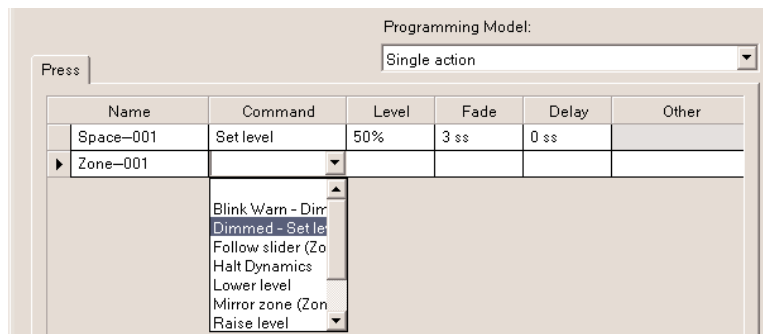 Programming Model:
Single action
Press
Name Command Level Fade Delay Other
Space—001 Set level 50% 3 ss 0 ss
Zone—001
Blink Warn - Dim
Dimmed - Set le
Follow slider (Zo
Halt Dynamics
Lower level
Mirror zone (Zon
Raise level